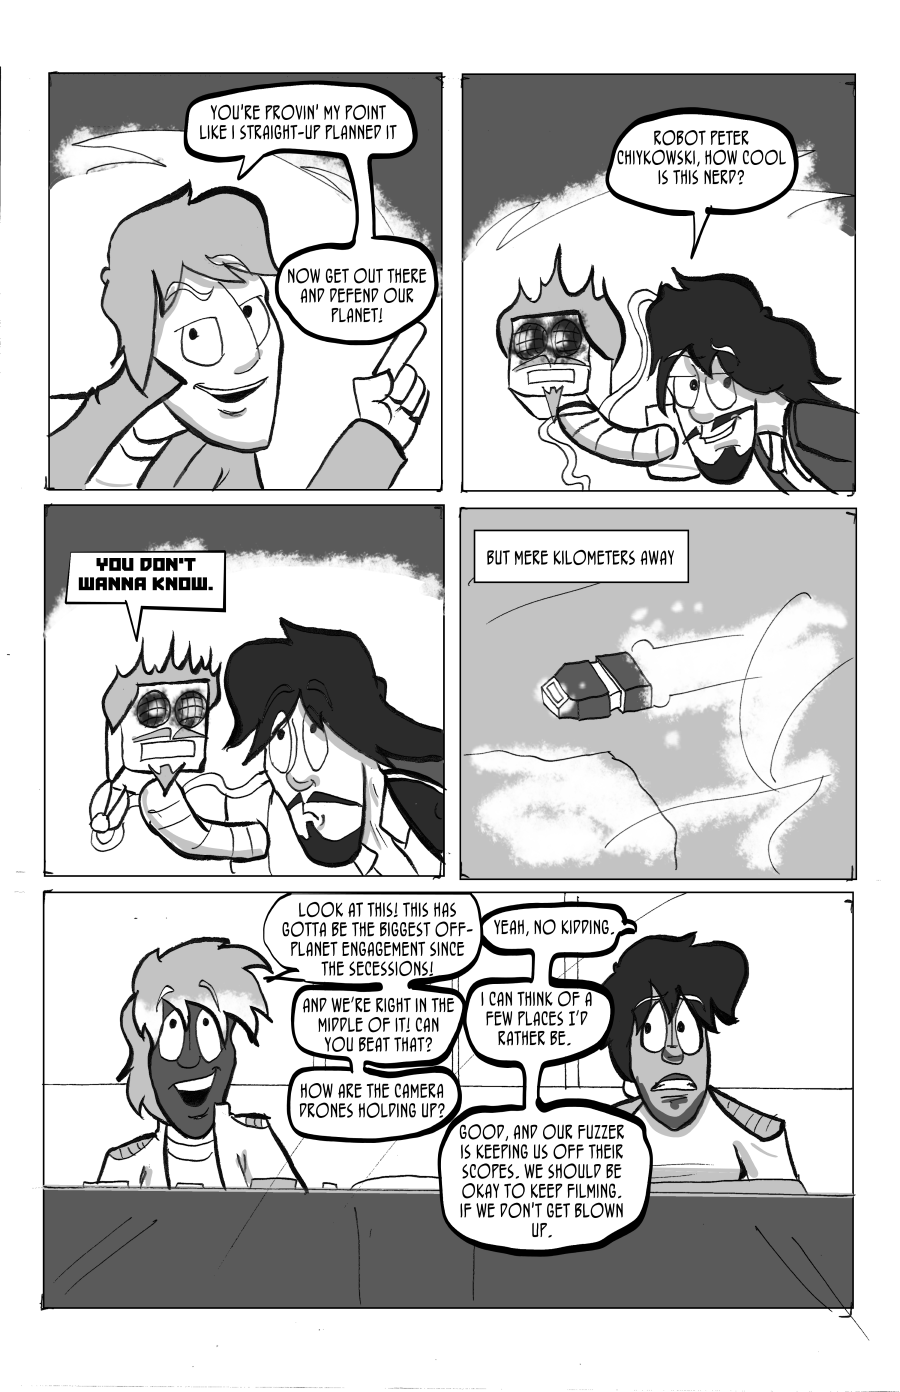 YOU'RE PROVIN' MY POINT
LIKE I STRAIGHT-UP PLANNED IT
NOW GET OUT THERE
AND DEFEND OUR
PLANET!
ROBOT PETER
CHIYKOWSKI, HOW COOL
IS THIS NERD?
YOU DON'T
WANNA KNOW.
BUT MERE KILOMETERS AWAY
LOOK AT THIS! THIS HAS
GOTTA BE THE BIGGEST OFF-
PLANET ENGAGEMENT SINCE
THE SECESSIONS!
YEAH, NO KIDDING.
AND WE'RE RIGHT IN THE
MIDDLE OF IT! CAN
YOU BEAT THAT?
I CAN THINK OF A
FEW PLACES I'D
RATHER BE.
HOW ARE THE CAMERA
DRONES HOLDING UP?
GOOD, AND OUR FUZZER
IS KEEPING US OFF THEIR
SCOPES. WE SHOULD BE
OKAY TO KEEP FILMING.
IF WE DON'T GET BLOWN
UP.